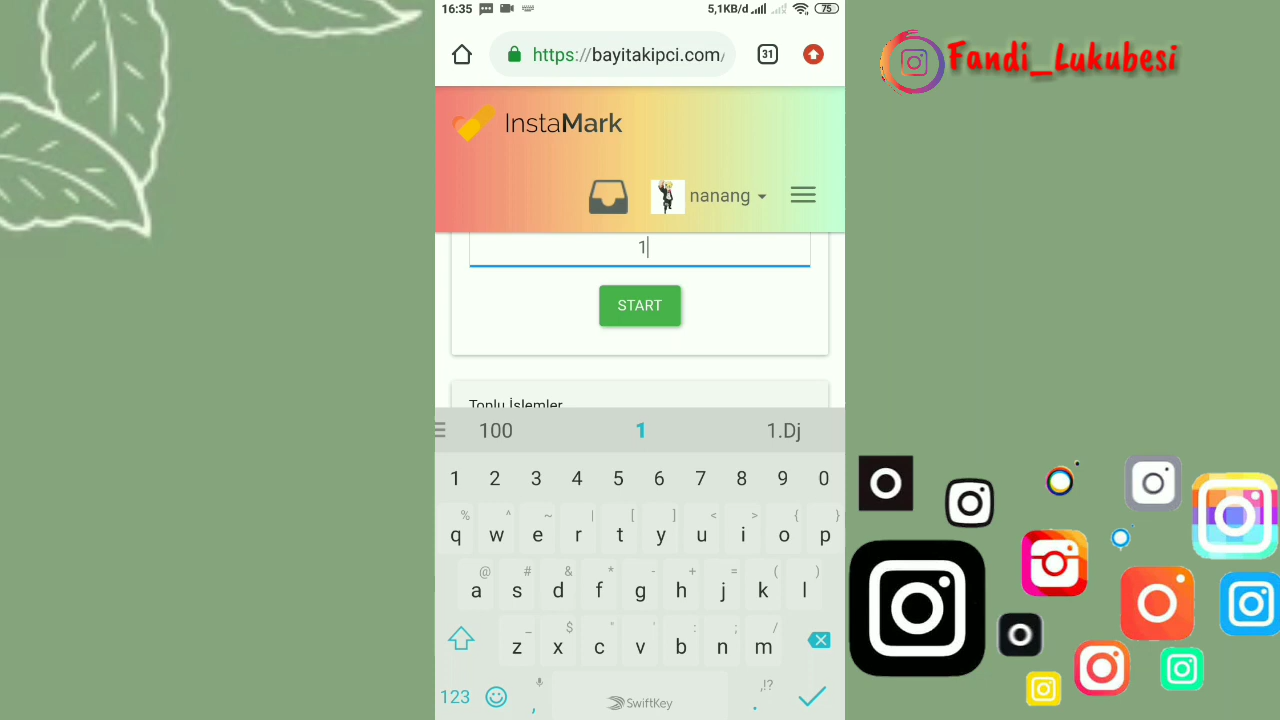 16:35
5,1KB/d
75
Fandi_Lukubesi
https://bayitakipci.com/
31
InstaMark
nanang
1
START
Toplu İşlemler
100 1 1.Dj
1 2 3 4 5 6 7 8 9 0
% ^ ~ | [ ] < > { }
q w e r t y u i o p
@ # & * - + = ( )
a s d f g h j k l
_ $ " ' : ; /
z x c v b n m
,!?
123 , SwiftKey .